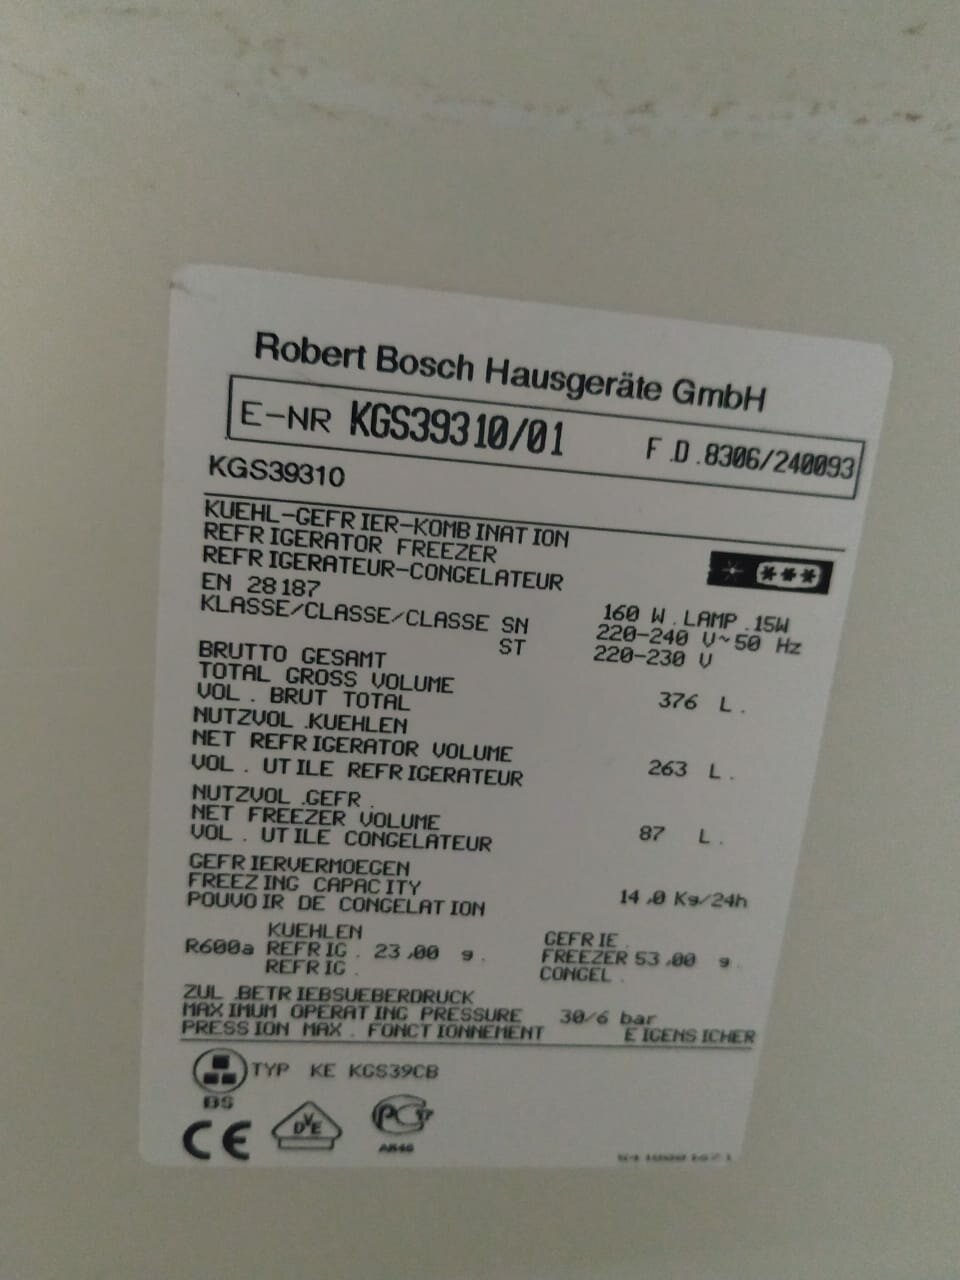 Robert Bosch Hausgeräte GmbH
E-NR KGS39310/01 F.D.8306/240093
KGS39310
KUEHL-GEFRIER-KOMBINATION
REFRIGERATOR FREEZER
REFRIGERATEUR-CONGELATEUR
***
EN 28187
KLASSE/CLASSE/CLASSE SN
ST
160 W.LAMP.15W
220-240 V~50 Hz
220-230 V
BRUTTO GESAMT
TOTAL GROSS VOLUME
VOL. BRUT TOTAL
376 L.
NUTZVOL.KUEHLEN
NET REFRIGERATOR VOLUME
VOL. UTILE REFRIGERATEUR
263 L.
NUTZVOL.GEFR.
NET FREEZER VOLUME
VOL. UTILE CONGELATEUR
87 L.
GEFRIERVERMOEGEN
FREEZING CAPACITY
POUVOIR DE CONGELATION
14,0 Kg/24h
KUEHLEN
R600a REFRIG. 23,00 g.
REFRIG.
GEFRIE.
FREEZER 53,00 g.
CONGEL.
ZUL.BETRIEBSUEBERDRUCK
MAXIMUM OPERATING PRESSURE
PRESSION MAX. FONCTIONNEMENT
30/6 bar
EIGENSICHER
TYP KE KGS39CB
CE
DVE
PCT